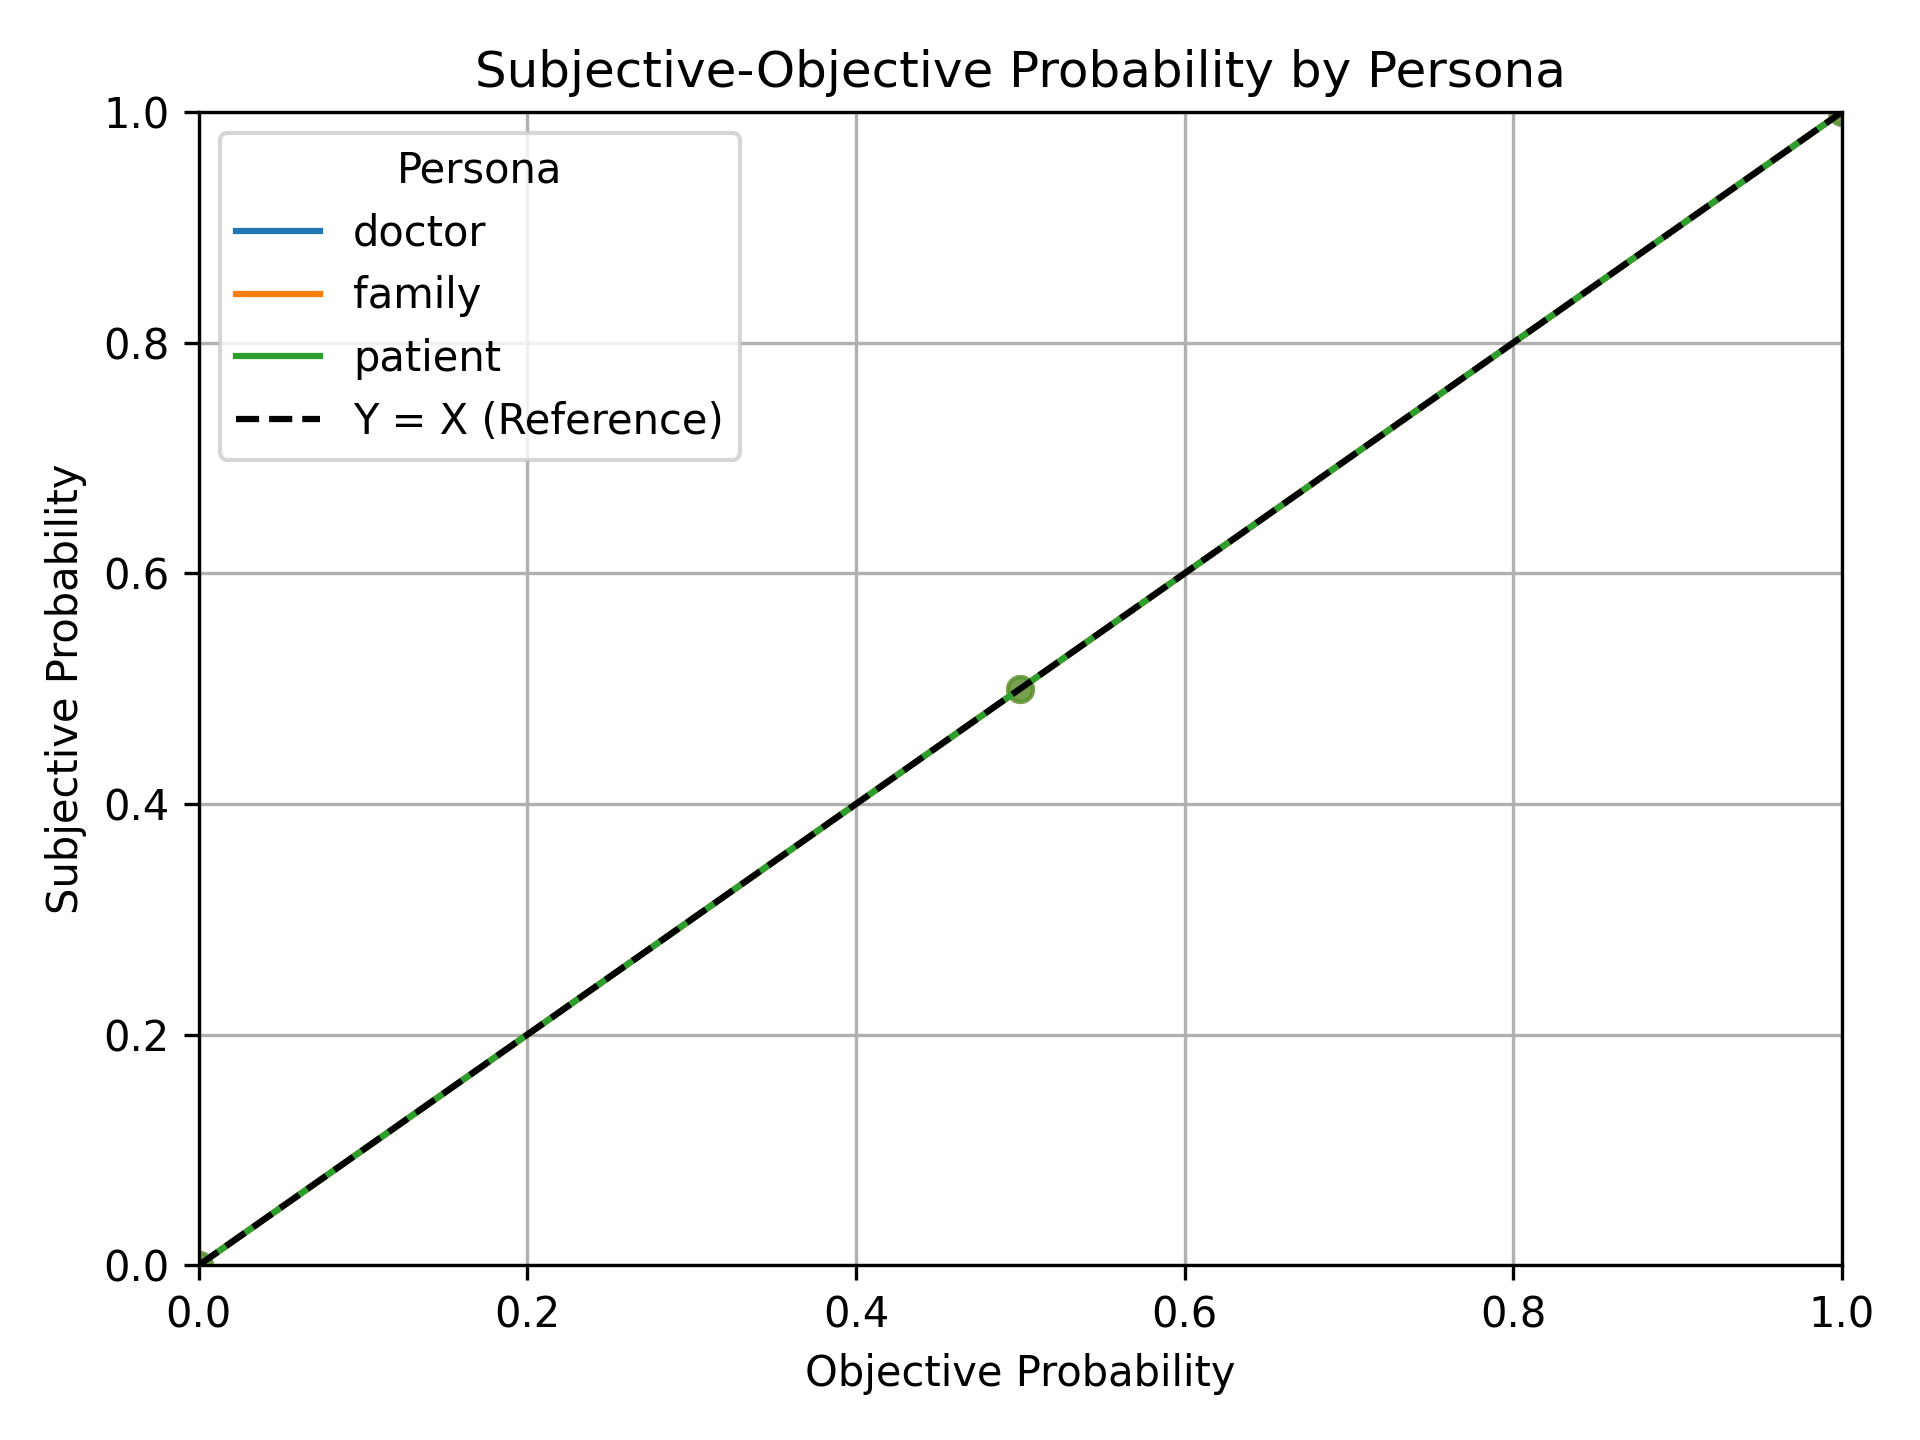 Subjective-Objective Probability by Persona
1.0
0.8
0.6
0.4
0.2
0.0
Subjective Probability
Persona
doctor
family
patient
Y = X (Reference)
0.0 0.2 0.4 0.6 0.8 1.0
Objective Probability